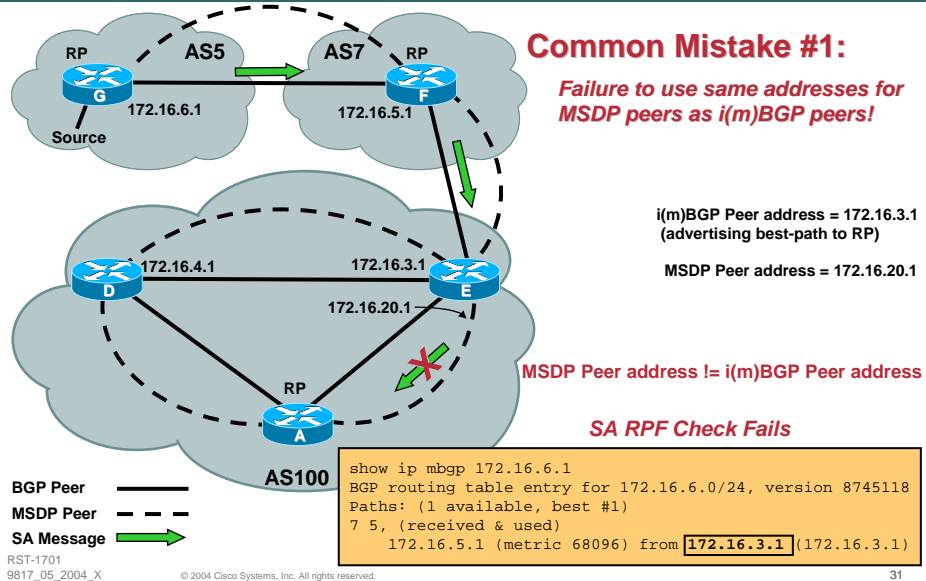 Common Mistake #1:
Failure to use same addresses for
MSDP peers as i(m)BGP peers!
RP
AS5
AS7
RP
G
F
172.16.6.1
172.16.5.1
Source
i(m)BGP Peer address = 172.16.3.1
(advertising best-path to RP)
MSDP Peer address = 172.16.20.1
172.16.4.1
172.16.3.1
D
E
172.16.20.1
X
MSDP Peer address != i(m)BGP Peer address
RP
A
AS100
SA RPF Check Fails
show ip mbgp 172.16.6.1
BGP routing table entry for 172.16.6.0/24, version 8745118
Paths: (1 available, best #1)
7 5, (received & used)
172.16.5.1 (metric 68096) from 172.16.3.1 (172.16.3.1)
BGP Peer
MSDP Peer
SA Message
RST-1701
9817_05_2004_X
© 2004 Cisco Systems, Inc. All rights reserved.
31